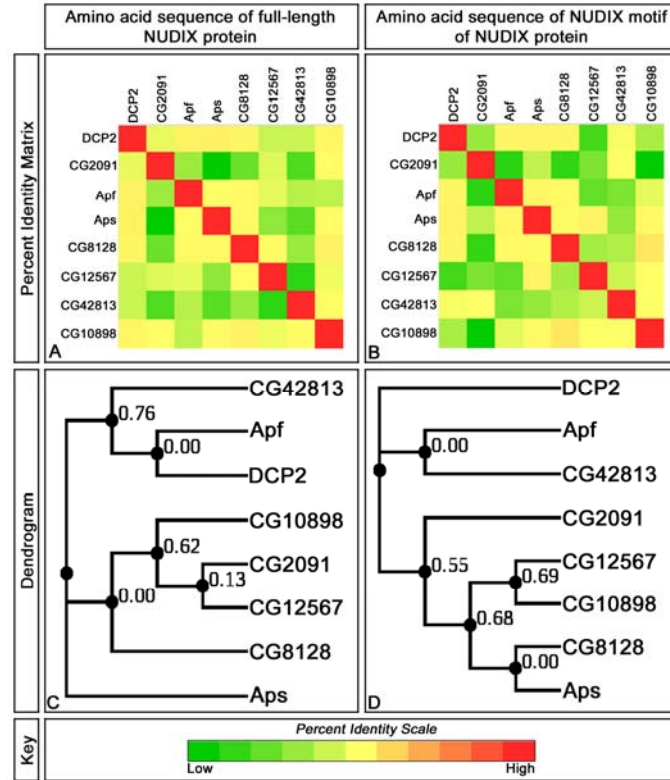 Amino acid sequence of full-length
NUDIX protein
Amino acid sequence of NUDIX motif
of NUDIX protein
Percent Identity Matrix
DCP2
CG2091
Apf
Aps
CG8128
CG12567
CG42813
CG10898
DCP2
CG2091
Apf
Aps
CG8128
CG12567
CG42813
CG10898
A
DCP2
CG2091
Apf
Aps
CG8128
CG12567
CG42813
CG10898
DCP2
CG2091
Apf
Aps
CG8128
CG12567
CG42813
CG10898
B
Dendrogram
CG42813
0.76
Apf
0.00
DCP2
CG10898
0.62
CG2091
0.13
CG12567
0.00
CG8128
Aps
C
DCP2
Apf
0.00
CG42813
CG2091
0.55
CG12567
0.69
CG10898
0.68
CG8128
0.00
Aps
D
Key
Percent Identity Scale
Low
High